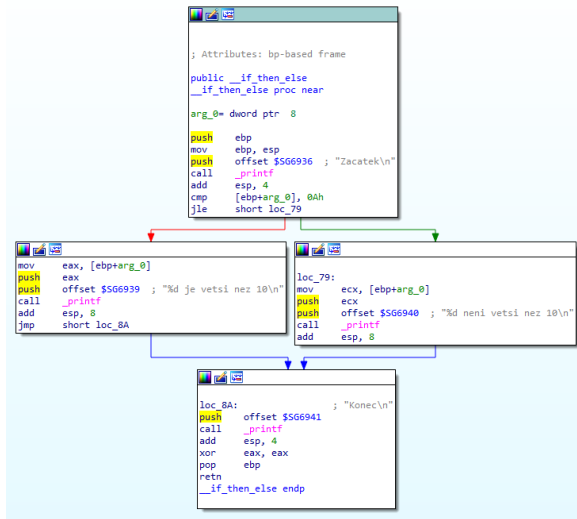 ; Attributes: bp-based frame
public __if_then_else
__if_then_else proc near
arg_0= dword ptr  8
push    ebp
mov     ebp, esp
push    offset $SG6936  ; "Zacatek\n"
call    _printf
add     esp, 4
cmp     [ebp+arg_0], 0Ah
jle     short loc_79
mov     eax, [ebp+arg_0]
push    eax
push    offset $SG6939  ; "%d je vetsi nez 10\n"
call    _printf
add     esp, 8
jmp     short loc_8A
loc_79:
mov     ecx, [ebp+arg_0]
push    ecx
push    offset $SG6940  ; "%d neni vetsi nez 10\n"
call    _printf
add     esp, 8
loc_8A:                 ; "Konec\n"
push    offset $SG6941
call    _printf
add     esp, 4
xor     eax, eax
pop     ebp
retn
__if_then_else endp